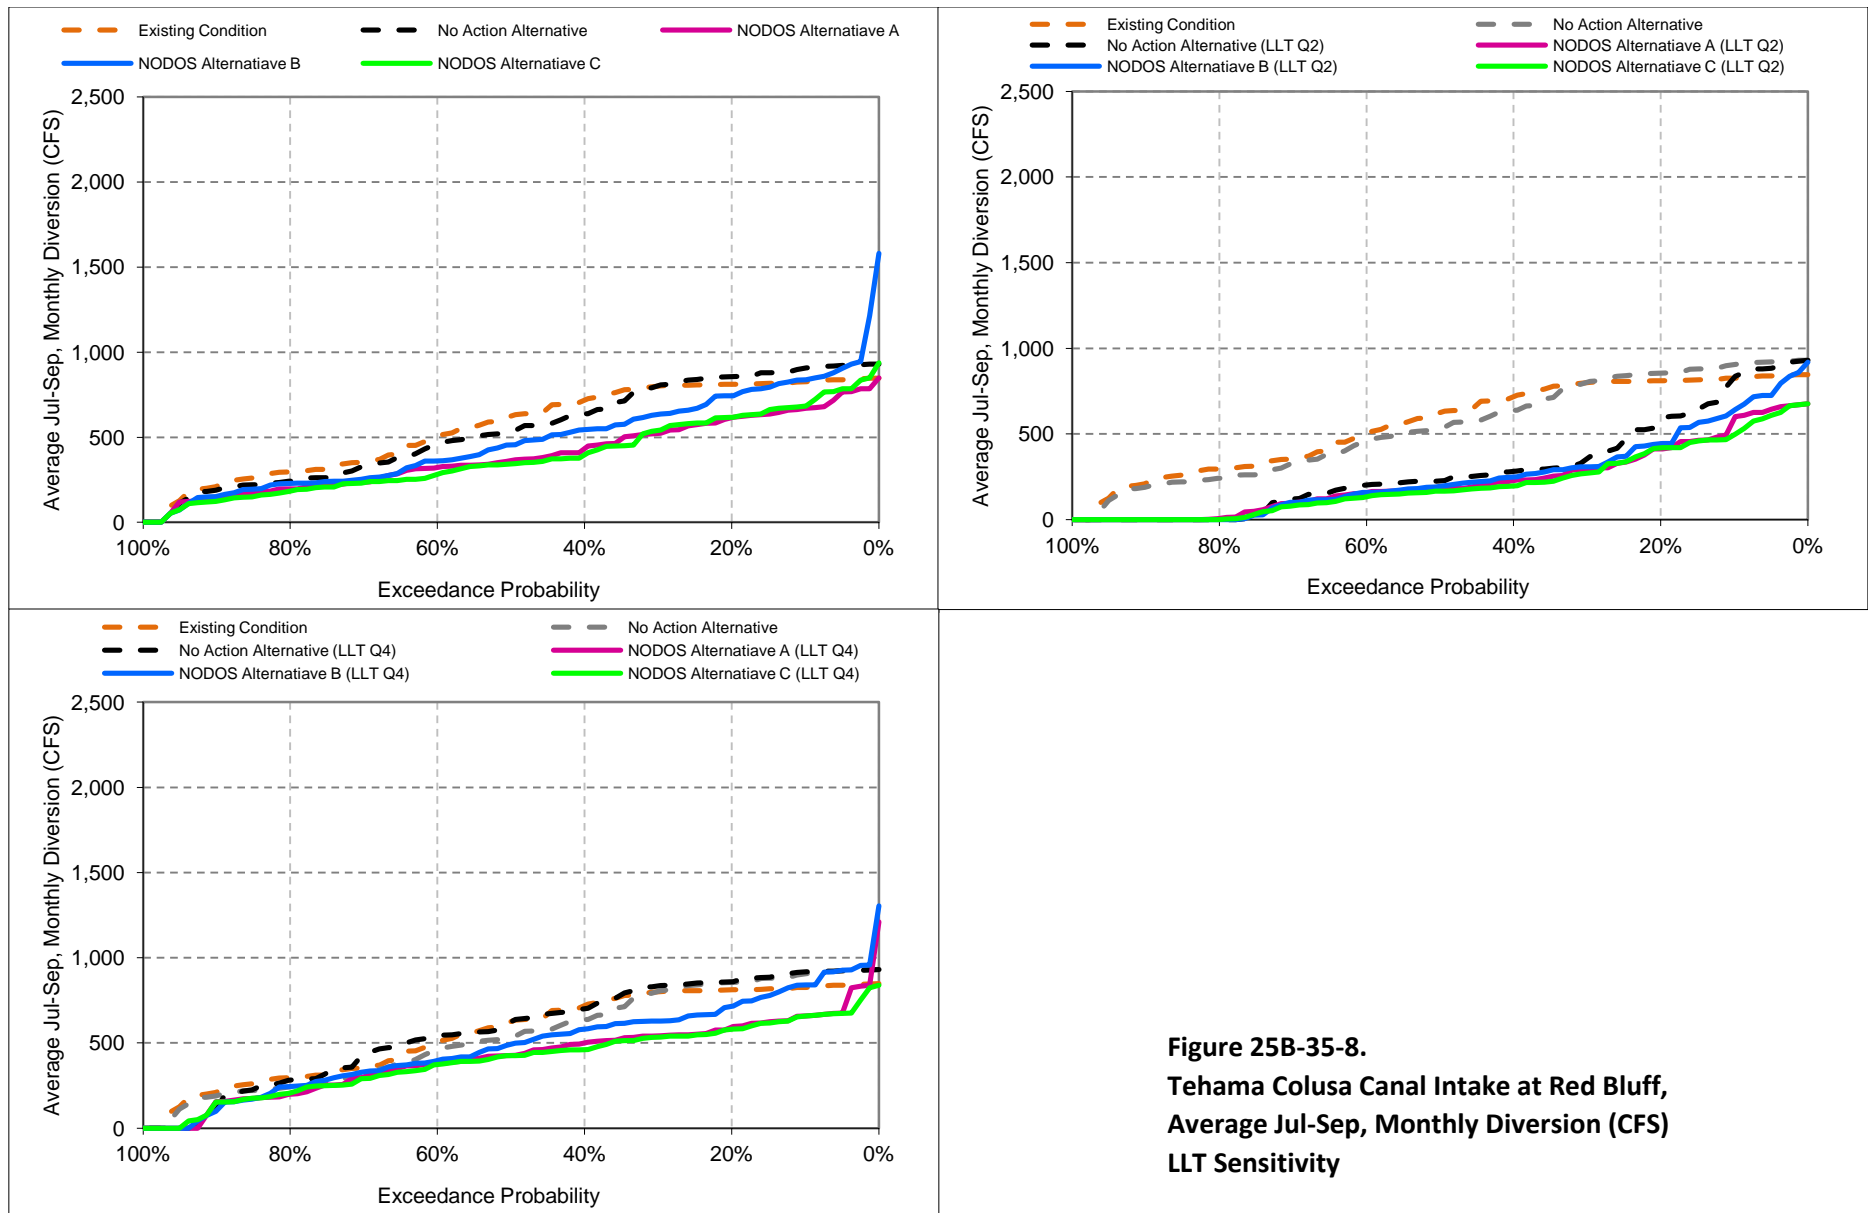 Existing Condition
No Action Alternative
NODOS Alternatiave A
NODOS Alternatiave B
NODOS Alternatiave C
Average Jul-Sep, Monthly Diversion (CFS)
2,500
2,000
1,500
1,000
500
0
100% 80% 60% 40% 20% 0%
Exceedance Probability
Existing Condition
No Action Alternative
No Action Alternative (LLT Q2)
NODOS Alternatiave A (LLT Q2)
NODOS Alternatiave B (LLT Q2)
NODOS Alternatiave C (LLT Q2)
Average Jul-Sep, Monthly Diversion (CFS)
2,500
2,000
1,500
1,000
500
0
100% 80% 60% 40% 20% 0%
Exceedance Probability
Existing Condition
No Action Alternative
No Action Alternative (LLT Q4)
NODOS Alternatiave A (LLT Q4)
NODOS Alternatiave B (LLT Q4)
NODOS Alternatiave C (LLT Q4)
Average Jul-Sep, Monthly Diversion (CFS)
2,500
2,000
1,500
1,000
500
0
100% 80% 60% 40% 20% 0%
Exceedance Probability
Figure 25B-35-8.
Tehama Colusa Canal Intake at Red Bluff,
Average Jul-Sep, Monthly Diversion (CFS)
LLT Sensitivity